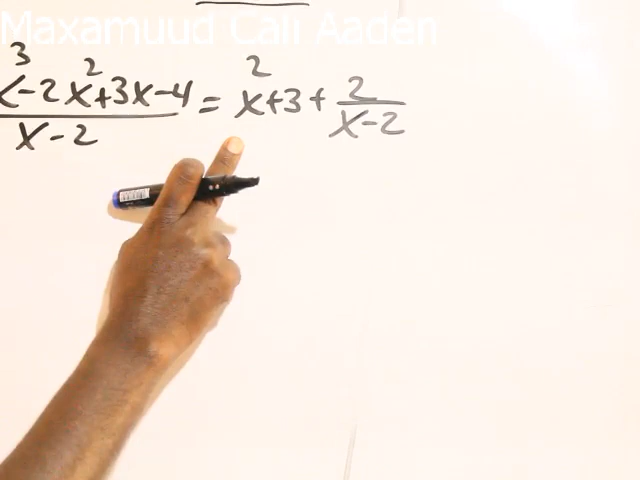 Maxamuud Cali Aaden
x³-2x²+3x-4 / x-2 = x²+3+ 2 / x-2